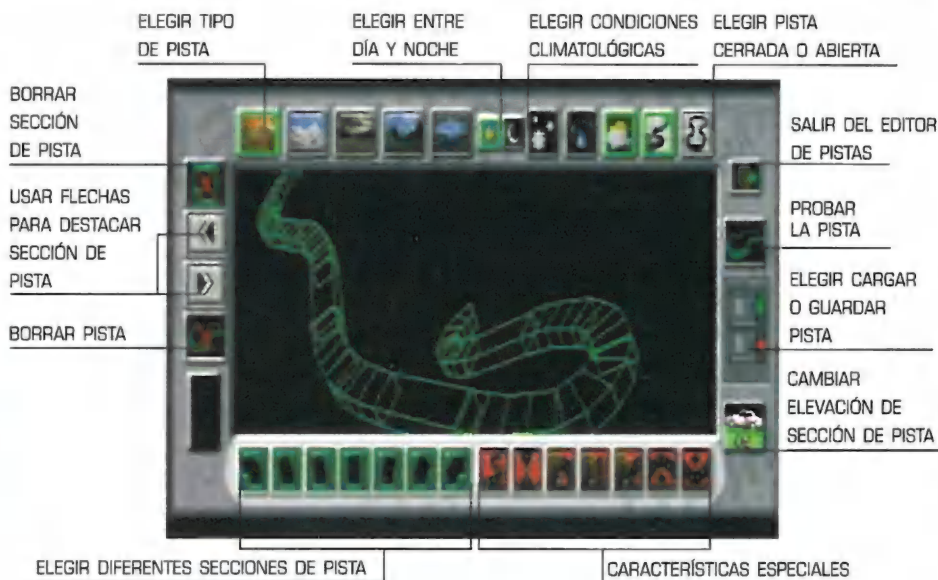 ELEGIR TIPO
DE PISTA
ELEGIR ENTRE
DÍA Y NOCHE
ELEGIR CONDICIONES
CLIMATOLÓGICAS
ELEGIR PISTA
CERRADA O ABIERTA
BORRAR
SECCIÓN
DE PISTA
USAR FLECHAS
PARA DESTACAR
SECCIÓN DE
PISTA
BORRAR PISTA
SALIR DEL EDITOR
DE PISTAS
PROBAR
LA PISTA
ELEGIR CARGAR
O GUARDAR
PISTA
CAMBIAR
ELEVACIÓN DE
SECCIÓN DE PISTA
ELEGIR DIFERENTES SECCIONES DE PISTA
CARACTERÍSTICAS ESPECIALES